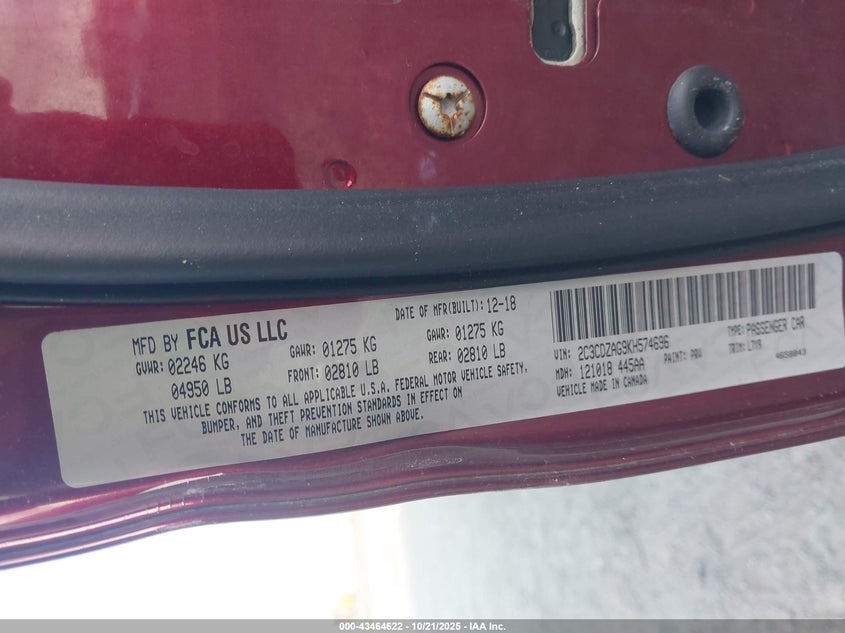 MFD BY FCA US LLC
DATE OF MFR(BUILT): 12-18
GVWR: 02246 KG
GAWR: 01275 KG
GAWR: 01275 KG
04950 LB
FRONT: 02810 LB
REAR: 02810 LB
THIS VEHICLE CONFORMS TO ALL APPLICABLE U.S.A. FEDERAL MOTOR VEHICLE SAFETY,
BUMPER, AND THEFT PREVENTION STANDARDS IN EFFECT ON
THE DATE OF MANUFACTURE SHOWN ABOVE.
VIN: 2C3CDZAG9KH574696
TYPE: PASSENGER CAR
MDH: 121018 445AA
PAINT: PRV
TRIM: L7X9
VEHICLE MADE IN CANADA
4658043
000-43464622 | 10/21/2025 | IAA Inc.